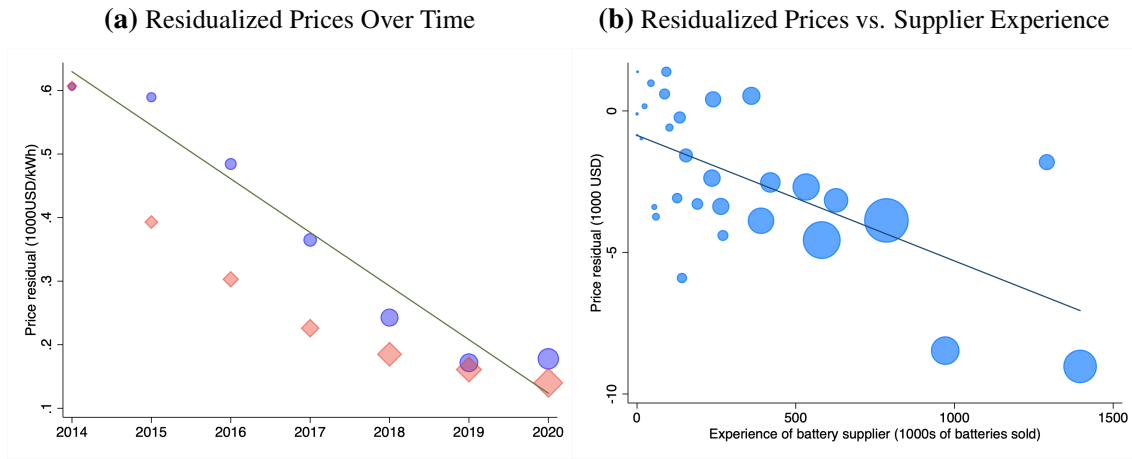 (a) Residualized Prices Over Time
Price residual (1000USD/kWh)
.6
.5
.4
.3
.2
.1
2014 2015 2016 2017 2018 2019 2020
(b) Residualized Prices vs. Supplier Experience
Price residual (1000 USD)
0
-5
-10
0 500 1000 1500
Experience of battery supplier (1000s of batteries sold)